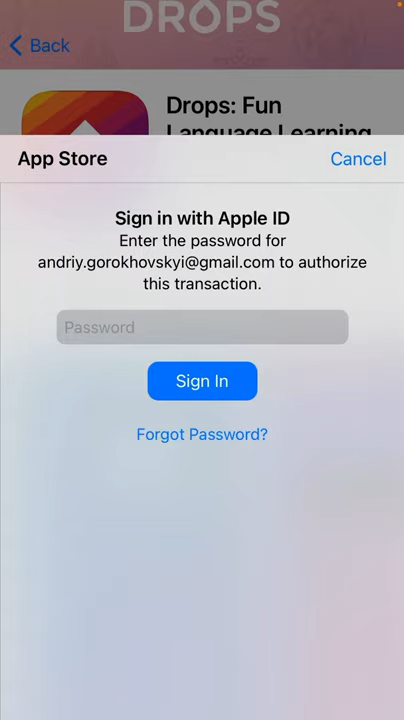 DROPS
Back
Drops: Fun
Language Learning
App Store
Cancel
Sign in with Apple ID
Enter the password for
andriy.gorokhovskyi@gmail.com to authorize
this transaction.
Password
Sign In
Forgot Password?